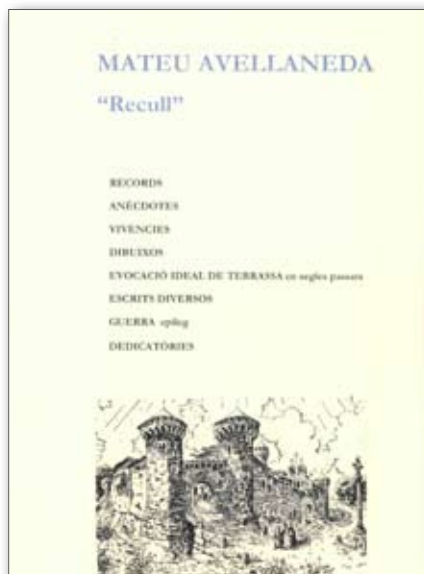 MATEU AVELLANEDA
“Recull”
RECORDS
ANÈCDOTES
VIVÈNCIES
DIBUIXOS
EVOCACIÓ IDEAL DE TERRASSA en segles passats
ESCRITS DIVERSOS
GUERRA epíleg
DEDICATÒRIES